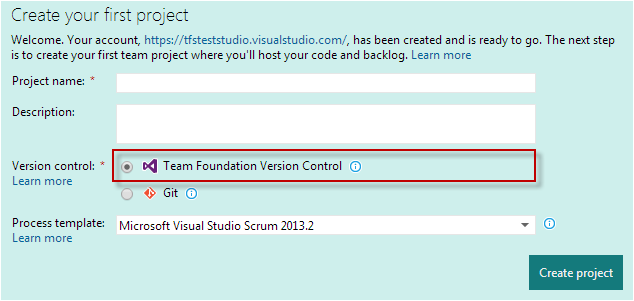 Create your first project
Welcome. Your account, https://tfsteststudio.visualstudio.com/, has been created and is ready to go. The next step
is to create your first team project where you'll host your code and backlog. Learn more
Project name: *
Description:
Version control: *
Team Foundation Version Control
Learn more
Git
Process template:
Microsoft Visual Studio Scrum 2013.2
Learn more
Create project